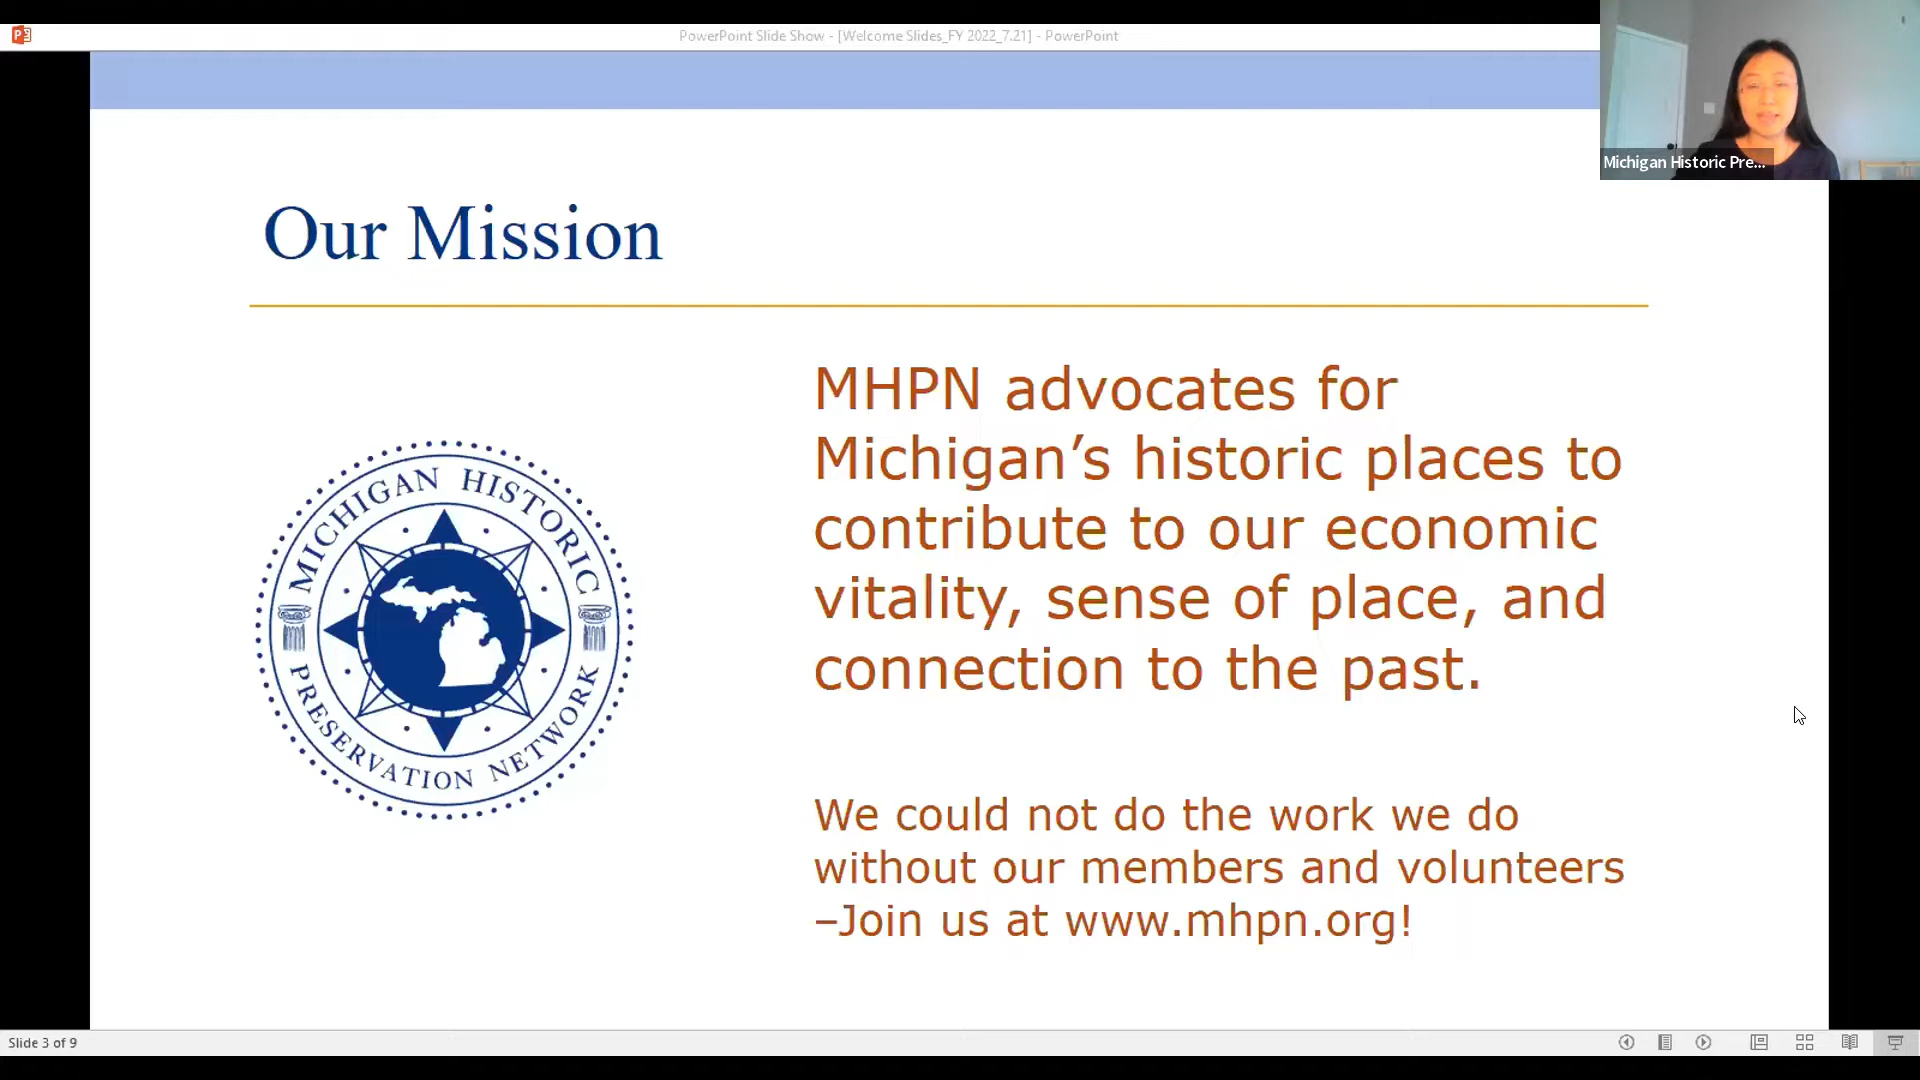 PowerPoint Slide Show - [Welcome Slides_FY 2022_7.21] - PowerPoint
Michigan Historic Pre...
Our Mission
MICHIGAN HISTORIC
PRESERVATION NETWORK
MHPN advocates for
Michigan’s historic places to
contribute to our economic
vitality, sense of place, and
connection to the past.
We could not do the work we do
without our members and volunteers
–Join us at www.mhpn.org!
Slide 3 of 9